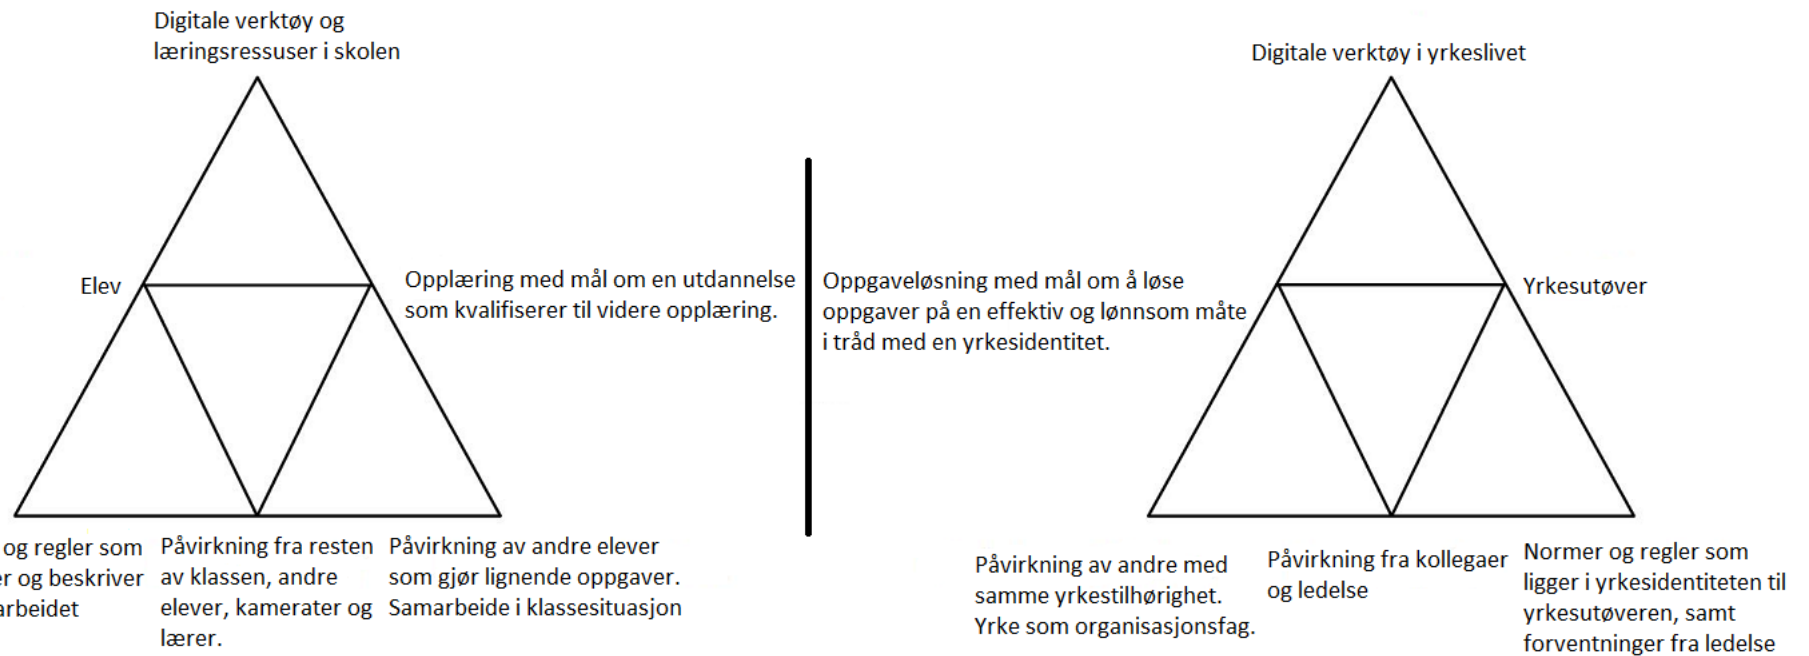 Digitale verktøy og
læringsressuser i skolen
Elev
Opplæring med mål om en utdannelse
som kvalifiserer til videre opplæring.
og regler som
og beskriver
arbeidet
Påvirkning fra resten
av klassen, andre
elever, kamerater og
lærer.
Påvirkning av andre elever
som gjør lignende oppgaver.
Samarbeide i klassesituasjon
Digitale verktøy i yrkeslivet
Oppgaveløsning med mål om å løse
oppgaver på en effektiv og lønnsom måte
i tråd med en yrkesidentitet.
Yrkesutøver
Påvirkning av andre med
samme yrkestilhørighet.
Yrke som organisasjonsfag.
Påvirkning fra kollegaer
og ledelse
Normer og regler som
ligger i yrkesidentiteten til
yrkesutøveren, samt
forventninger fra ledelse